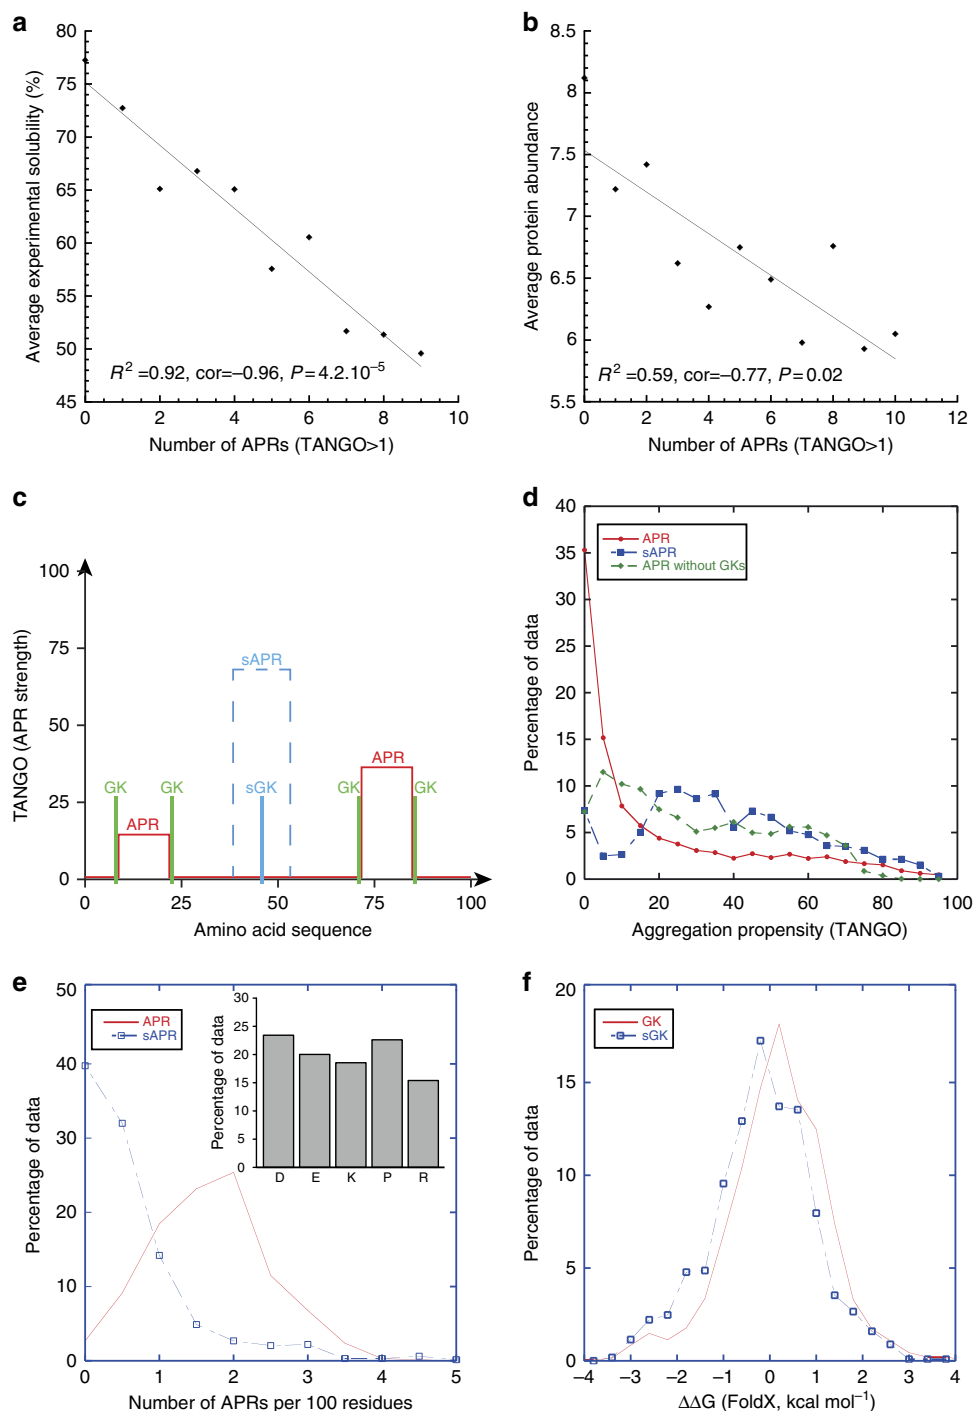 a
80
75
70
65
60
55
50
45
0 2 4 6 8 10
Average experimental solubility (%)
R² =0.92, cor=–0.96, P=4.2.10⁻⁵
Number of APRs (TANGO>1)
b
8.5
8
7.5
7
6.5
6
5.5
0 2 4 6 8 10 12
Average protein abundance
R² =0.59, cor=–0.77, P=0.02
Number of APRs (TANGO>1)
c
100
75
50
25
0
TANGO (APR strength)
sAPR
APR
GK GK sGK GK GK
APR
0 25 50 75 100
Amino acid sequence
d
40
35
30
25
20
15
10
5
0
Percentage of data
APR
sAPR
APR without GKs
0 20 40 60 80 100
Aggregation propensity (TANGO)
e
50
40
30
20
10
0
Percentage of data
APR
sAPR
30
25
20
15
10
5
0
Percentage of data
D E K P R
0 1 2 3 4 5
Number of APRs per 100 residues
f
20
15
10
5
0
Percentage of data
GK
sGK
–4 –3 –2 –1 0 1 2 3 4
ΔΔG (FoldX, kcal mol⁻¹)